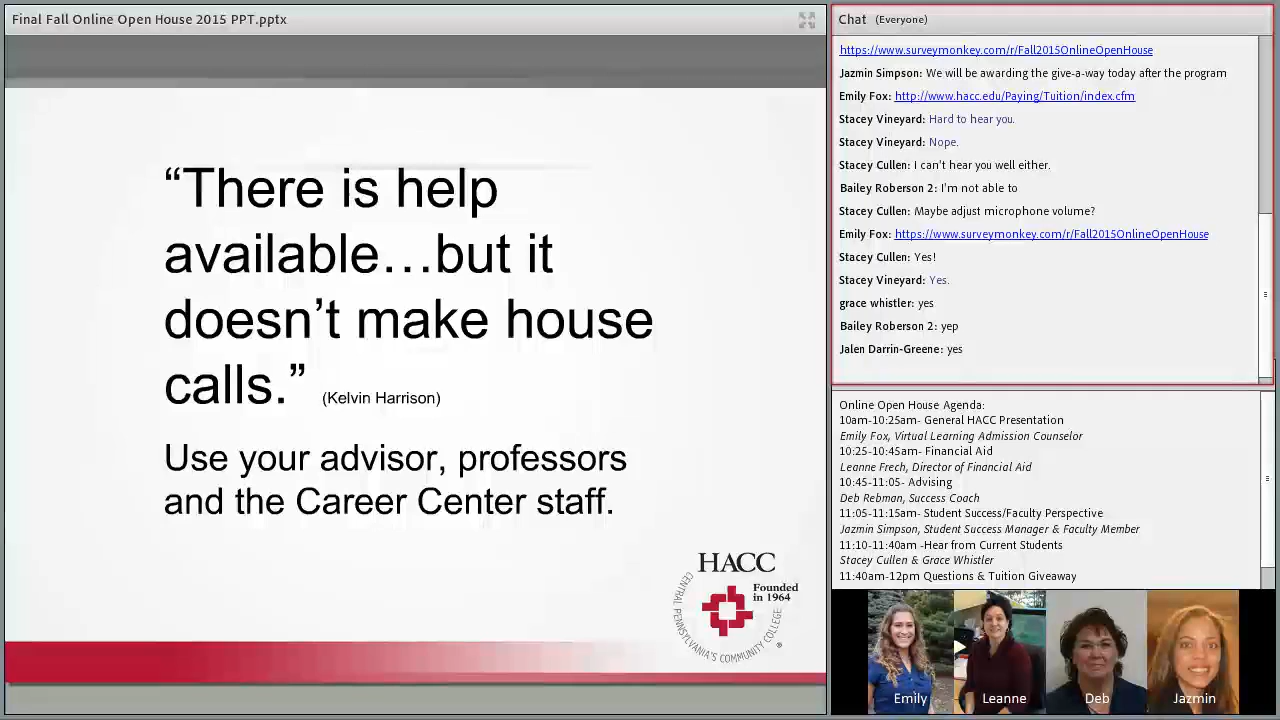 Final Fall Online Open House 2015 PPT.pptx
“There is help
available…but it
doesn’t make house
calls.” (Kelvin Harrison)
Use your advisor, professors
and the Career Center staff.
HACC
Founded
in 1964
CENTRAL PENNSYLVANIA'S COMMUNITY COLLEGE
®
Chat (Everyone)
https://www.surveymonkey.com/r/Fall2015OnlineOpenHouse
Jazmin Simpson: We will be awarding the give-a-way today after the program
Emily Fox: http://www.hacc.edu/Paying/Tuition/index.cfm
Stacey Vineyard: Hard to hear you.
Stacey Vineyard: Nope.
Stacey Cullen: I can't hear you well either.
Bailey Roberson 2: I'm not able to
Stacey Cullen: Maybe adjust microphone volume?
Emily Fox: https://www.surveymonkey.com/r/Fall2015OnlineOpenHouse
Stacey Cullen: Yes!
Stacey Vineyard: Yes.
grace whistler: yes
Bailey Roberson 2: yep
Jalen Darrin-Greene: yes
Online Open House Agenda:
10am-10:25am- General HACC Presentation
Emily Fox, Virtual Learning Admission Counselor
10:25-10:45am- Financial Aid
Leanne Frech, Director of Financial Aid
10:45-11:05- Advising
Deb Rebman, Success Coach
11:05-11:15am- Student Success/Faculty Perspective
Jazmin Simpson, Student Success Manager & Faculty Member
11:10-11:40am -Hear from Current Students
Stacey Cullen & Grace Whistler
11:40am-12pm Questions & Tuition Giveaway
Emily
Leanne
Deb
Jazmin